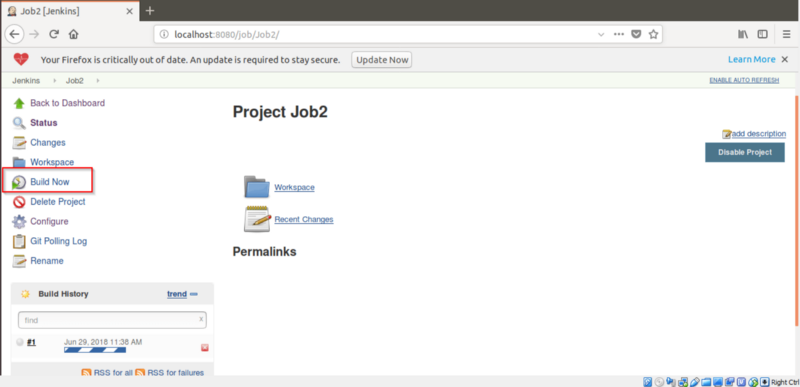 Job2 [Jenkins]
localhost:8080/job/Job2/
Your Firefox is critically out of date. An update is required to stay secure. Update Now Learn More
Jenkins Job2 ENABLE AUTO REFRESH
Back to Dashboard
Status
Changes
Workspace
Build Now
Delete Project
Configure
Git Polling Log
Rename
Build History trend
find x
#1 Jun 29, 2018 11:38 AM
RSS for all RSS for failures
Project Job2
add description
Disable Project
Workspace
Recent Changes
Permalinks
Right Ctrl